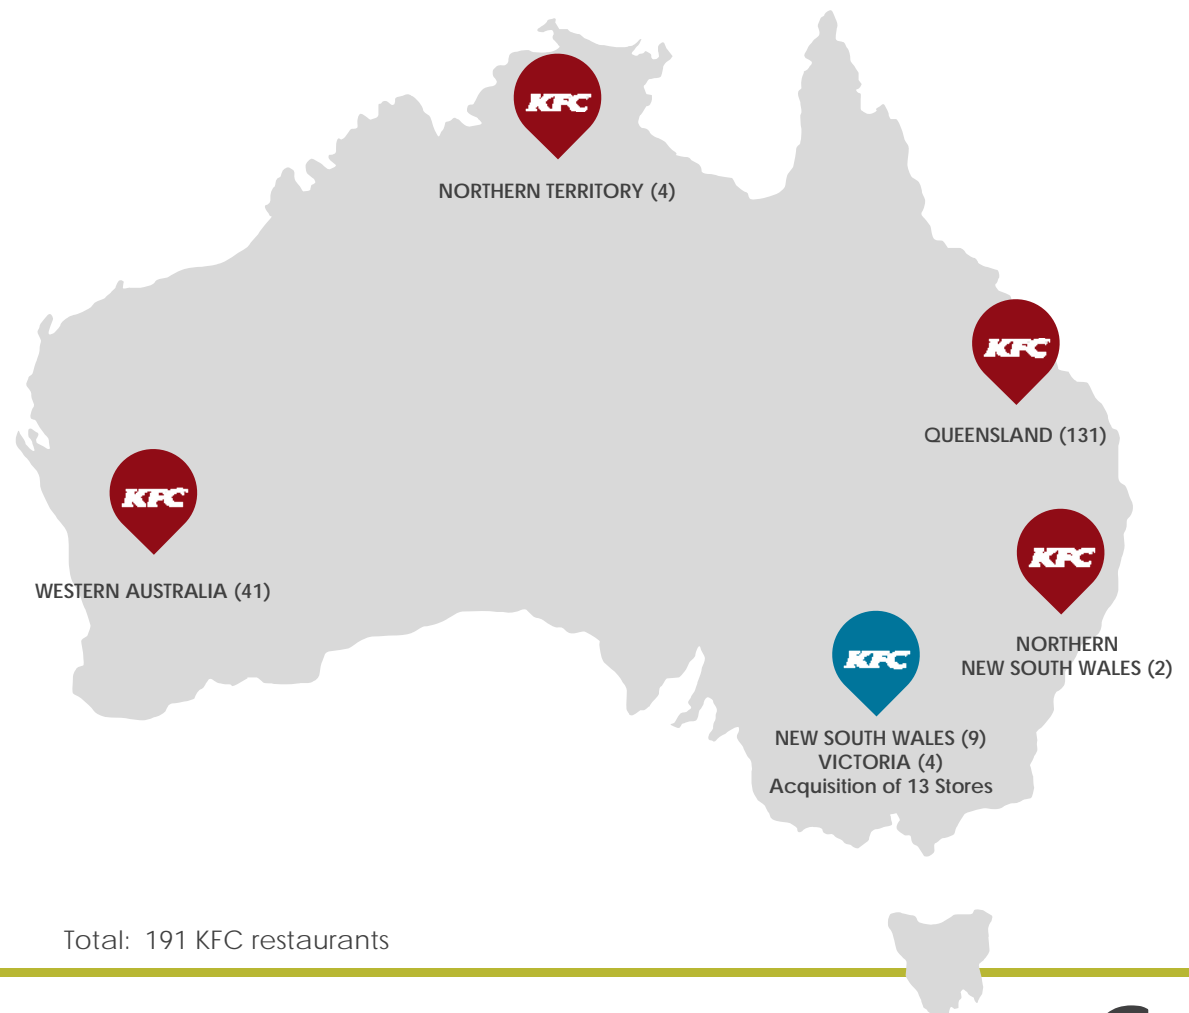 KFC
NORTHERN TERRITORY (4)
KFC
QUEENSLAND (131)
KFC
WESTERN AUSTRALIA (41)
KFC
NORTHERN
NEW SOUTH WALES (2)
KFC
NEW SOUTH WALES (9)
VICTORIA (4)
Acquisition of 13 Stores
Total: 191 KFC restaurants